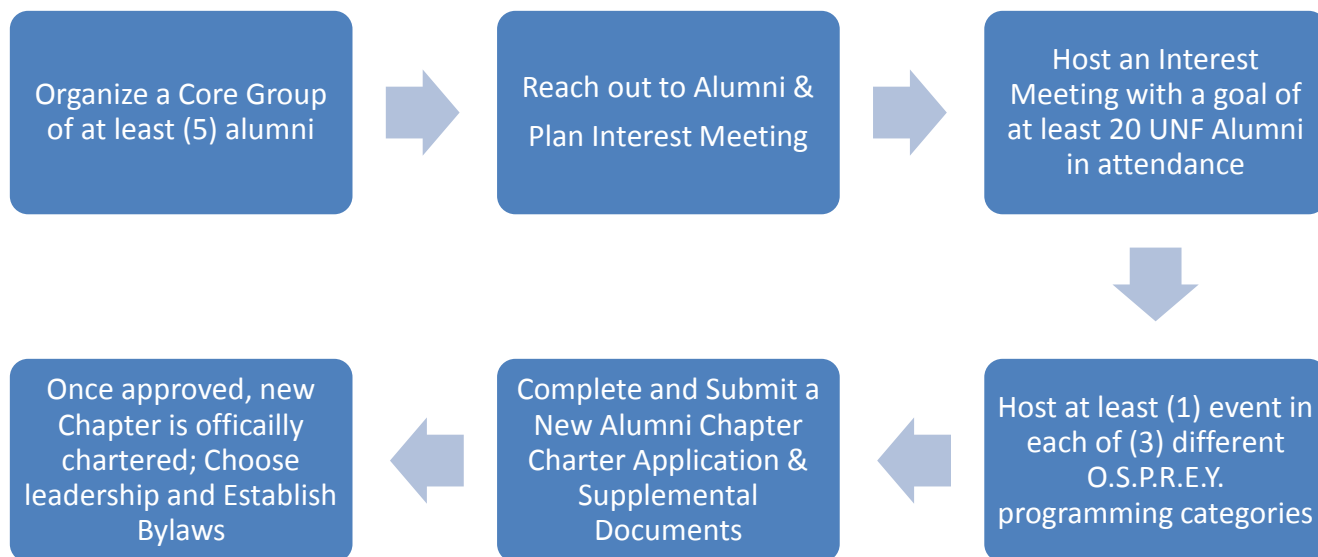 Organize a Core Group
of at least (5) alumni
Reach out to Alumni &
Plan Interest Meeting
Host an Interest
Meeting with a goal of
at least 20 UNF Alumni
in attendance
Host at least (1) event in
each of (3) different
O.S.P.R.E.Y.
programming categories
Complete and Submit a
New Alumni Chapter
Charter Application &
Supplemental
Documents
Once approved, new
Chapter is officailly
chartered; Choose
leadership and Establish
Bylaws